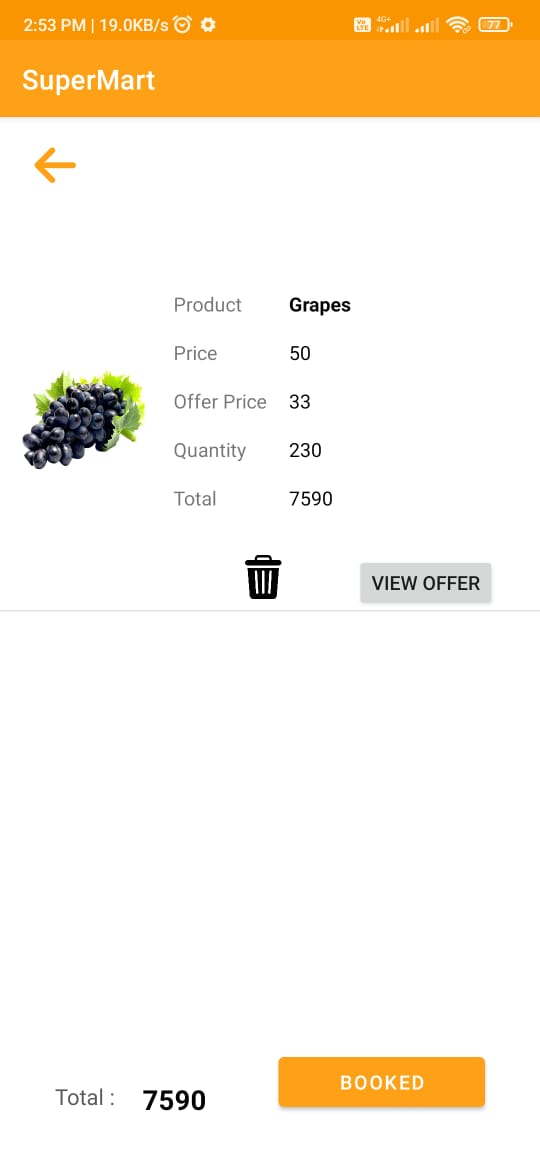 2:53 PM | 19.0KB/s
Vo LTE 4G+ 77
SuperMart
Product Grapes
Price 50
Offer Price 33
Quantity 230
Total 7590
VIEW OFFER
Total : 7590
BOOKED